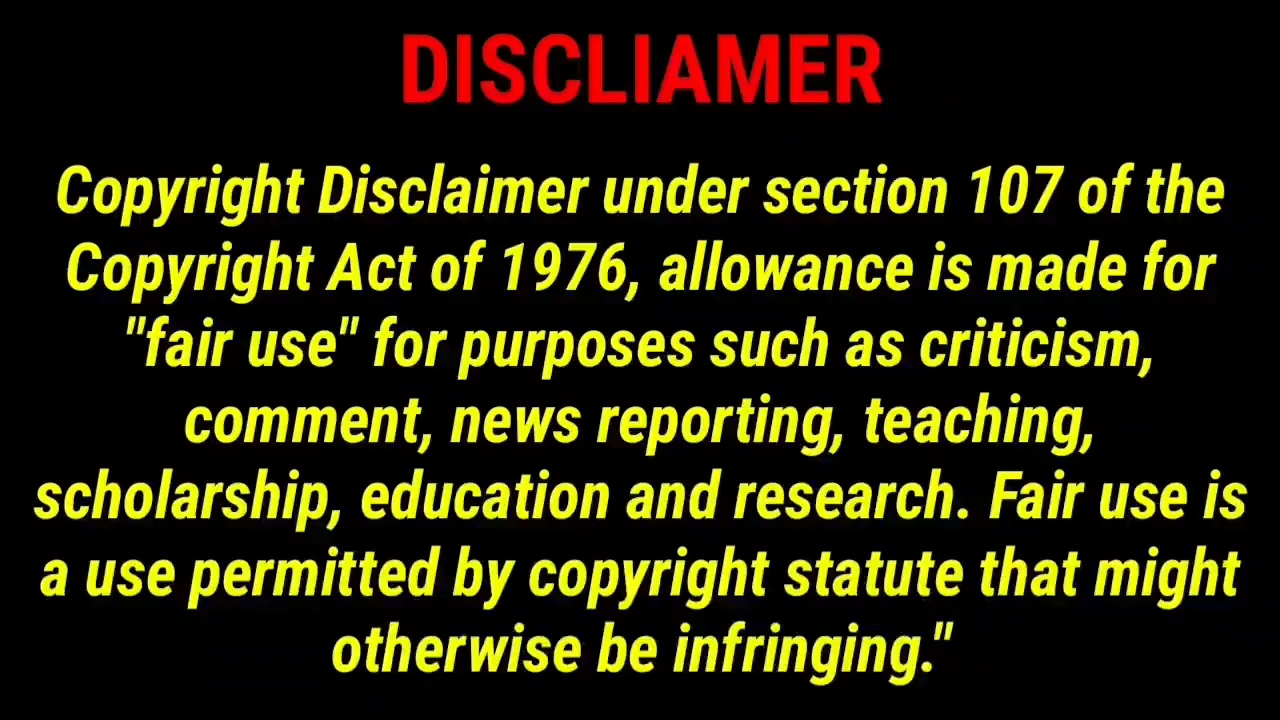 DISCLIAMER
Copyright Disclaimer under section 107 of the
Copyright Act of 1976, allowance is made for
"fair use" for purposes such as criticism,
comment, news reporting, teaching,
scholarship, education and research. Fair use is
a use permitted by copyright statute that might
otherwise be infringing."